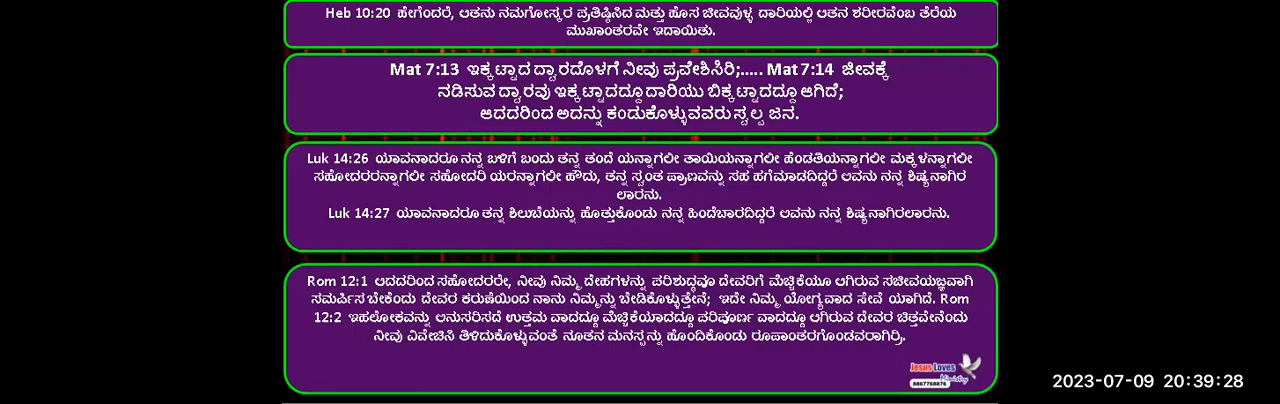 Heb 10:20 ಹೇಗೆಂದರೆ, ಆತನು ನಮಗೋಸ್ಕರ ಪ್ರತಿಷ್ಠಿಸಿದ ಮತ್ತು ಹೊಸ ಜೀವವುಳ್ಳ ದಾರಿಯಲ್ಲಿ ಆತನ ಶರೀರವೆಂಬ ತೆರೆಯ
ಮುಖಾಂತರವೇ ಇದಾಯಿತು.
Mat 7:13 ಇಕ್ಕಟ್ಟಾದ ದ್ವಾರದೊಳಗೆ ನೀವು ಪ್ರವೇಶಿಸಿರಿ;..... Mat 7:14 ಜೀವಕ್ಕೆ
ನಡಿಸುವ ದ್ವಾರವು ಇಕ್ಕಟ್ಟಾದದ್ದೂ ದಾರಿಯು ಬಿಕ್ಕಟ್ಟಾದದ್ದೂ ಆಗಿದೆ;
ಆದದರಿಂದ ಅದನ್ನು ಕಂಡುಕೊಳ್ಳುವವರು ಸ್ವಲ್ಪ ಜನ.
Luk 14:26 ಯಾವನಾದರೂ ನನ್ನ ಬಳಿಗೆ ಬಂದು ತನ್ನ ತಂದೆ ಯನ್ನಾಗಲೀ ತಾಯಿಯನ್ನಾಗಲೀ ಹೆಂಡತಿಯನ್ನಾಗಲೀ ಮಕ್ಕಳನ್ನಾಗಲೀ
ಸಹೋದರರನ್ನಾಗಲೀ ಸಹೋದರಿ ಯರನ್ನಾಗಲೀ ಹೌದು, ತನ್ನ ಸ್ವಂತ ಪ್ರಾಣವನ್ನು ಸಹ ಹಗೆಮಾಡದಿದ್ದರೆ ಅವನು ನನ್ನ ಶಿಷ್ಯನಾಗಿರ
ಲಾರನು.
Luk 14:27 ಯಾವನಾದರೂ ತನ್ನ ಶಿಲುಬೆಯನ್ನು ಹೊತ್ತುಕೊಂಡು ನನ್ನ ಹಿಂದೆಬಾರದಿದ್ದರೆ ಅವನು ನನ್ನ ಶಿಷ್ಯನಾಗಿರಲಾರನು.
Rom 12:1 ಆದದರಿಂದ ಸಹೋದರರೇ, ನೀವು ನಿಮ್ಮ ದೇಹಗಳನ್ನು ಪರಿಶುದ್ಧವೂ ದೇವರಿಗೆ ಮೆಚ್ಚಿಕೆಯೂ ಆಗಿರುವ ಸಜೀವಯಜ್ಞವಾಗಿ
ಸಮರ್ಪಿಸ ಬೇಕೆಂದು ದೇವರ ಕರುಣೆಯಿಂದ ನಾನು ನಿಮ್ಮನ್ನು ಬೇಡಿಕೊಳ್ಳುತ್ತೇನೆ; ಇದೇ ನಿಮ್ಮ ಯೋಗ್ಯವಾದ ಸೇವೆ ಯಾಗಿದೆ. Rom
12:2 ಇಹಲೋಕವನ್ನು ಅನುಸರಿಸದೆ ಉತ್ತಮ ವಾದದ್ದೂ ಮೆಚ್ಚಿಕೆಯಾದದ್ದೂ ಪರಿಪೂರ್ಣ ವಾದದ್ದೂ ಆಗಿರುವ ದೇವರ ಚಿತ್ತವೇನೆಂದು
ನೀವು ವಿವೇಚಿಸಿ ತಿಳಿದುಕೊಳ್ಳುವಂತೆ ನೂತನ ಮನಸ್ಸನ್ನು ಹೊಂದಿಕೊಂಡು ರೂಪಾಂತರಗೊಂಡವರಾಗಿರ್ರಿ.
Jesus Loves
Ministry
8867768876
2023-07-09 20:39:28